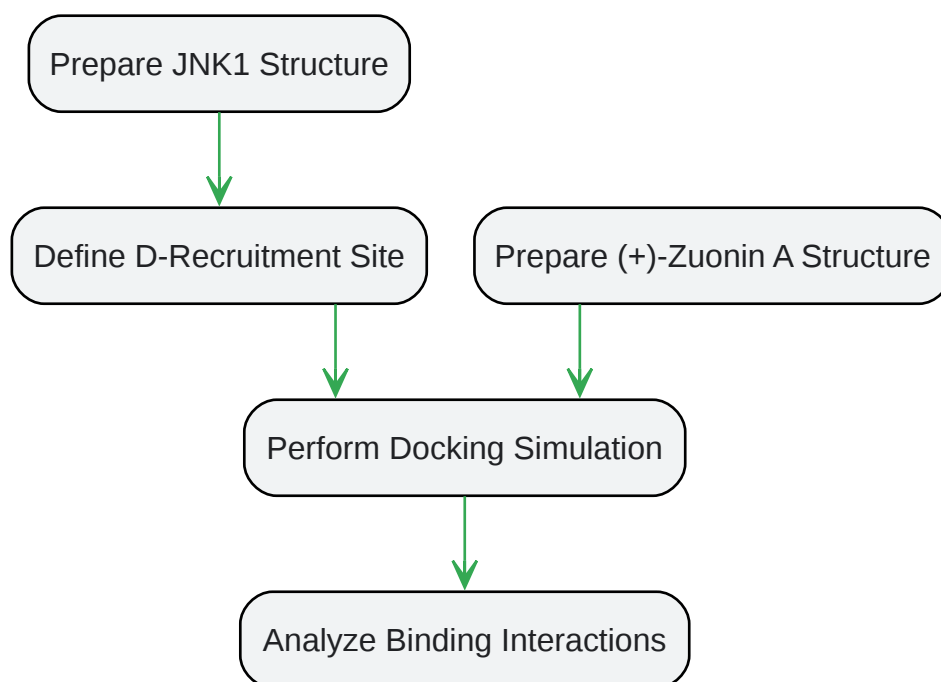 Prepare JNK1 Structure
Define D-Recruitment Site
Prepare (+)-Zuonin A Structure
Perform Docking Simulation
Analyze Binding Interactions